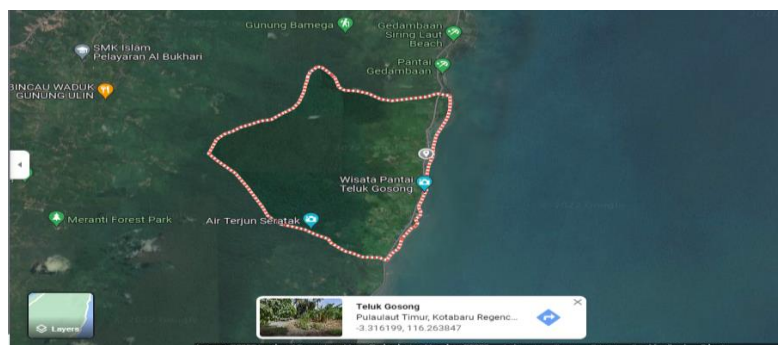 Gunung Bamega
Gedambaan
Siring Laut
Beach
SMK Islam
Pelayaran Al Bukhari
Pantai
Gedambaan
BINCAU WADUK
GUNUNG ULIN
Wisata Pantai
Teluk Gosong
Meranti Forest Park
Air Terjun Seratak
Layers
Teluk Gosong
Pulaulaut Timur, Kotabaru Regenc...
-3.316199, 116.263847